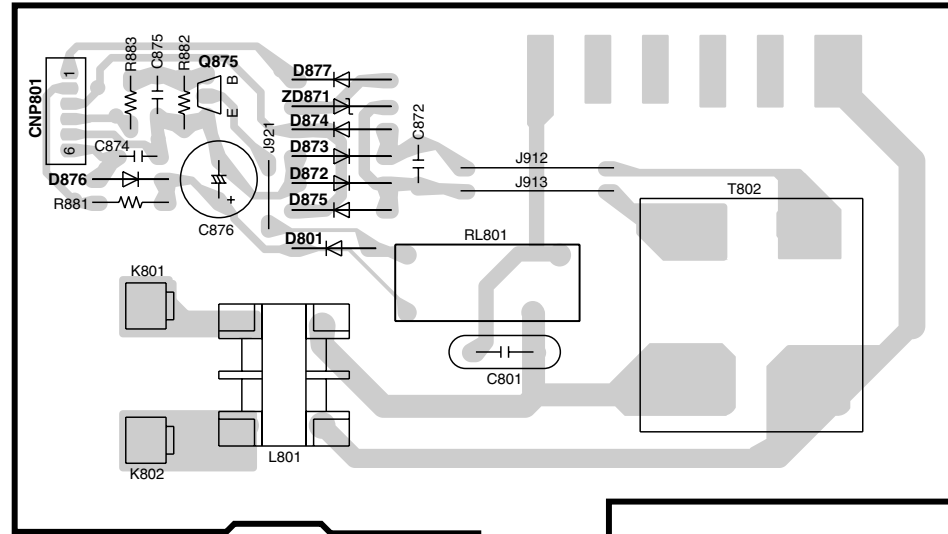 R883
C875
R882
Q875
B
E
CNP801
1
6
C874
D876
R881
C876
J921
D877
ZD871
D874
D873
D872
D875
D801
C872
J912
J913
T802
RL801
C801
K801
K802
L801
+